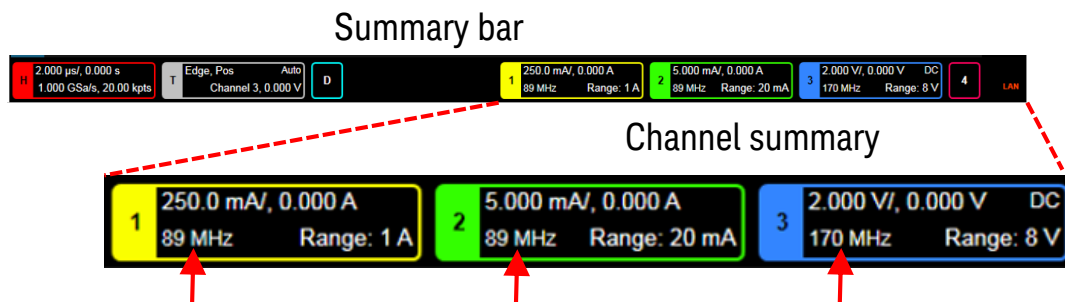 Summary bar
H 2.000 µs/, 0.000 s
1.000 GSa/s, 20.00 kpts
T Edge, Pos Auto
Channel 3, 0.000 V
D
1 250.0 mA/, 0.000 A
89 MHz Range: 1 A
2 5.000 mA/, 0.000 A
89 MHz Range: 20 mA
3 2.000 V/, 0.000 V DC
170 MHz Range: 8 V
4
LAN
Channel summary
1 250.0 mA/, 0.000 A
89 MHz Range: 1 A
2 5.000 mA/, 0.000 A
89 MHz Range: 20 mA
3 2.000 V/, 0.000 V DC
170 MHz Range: 8 V